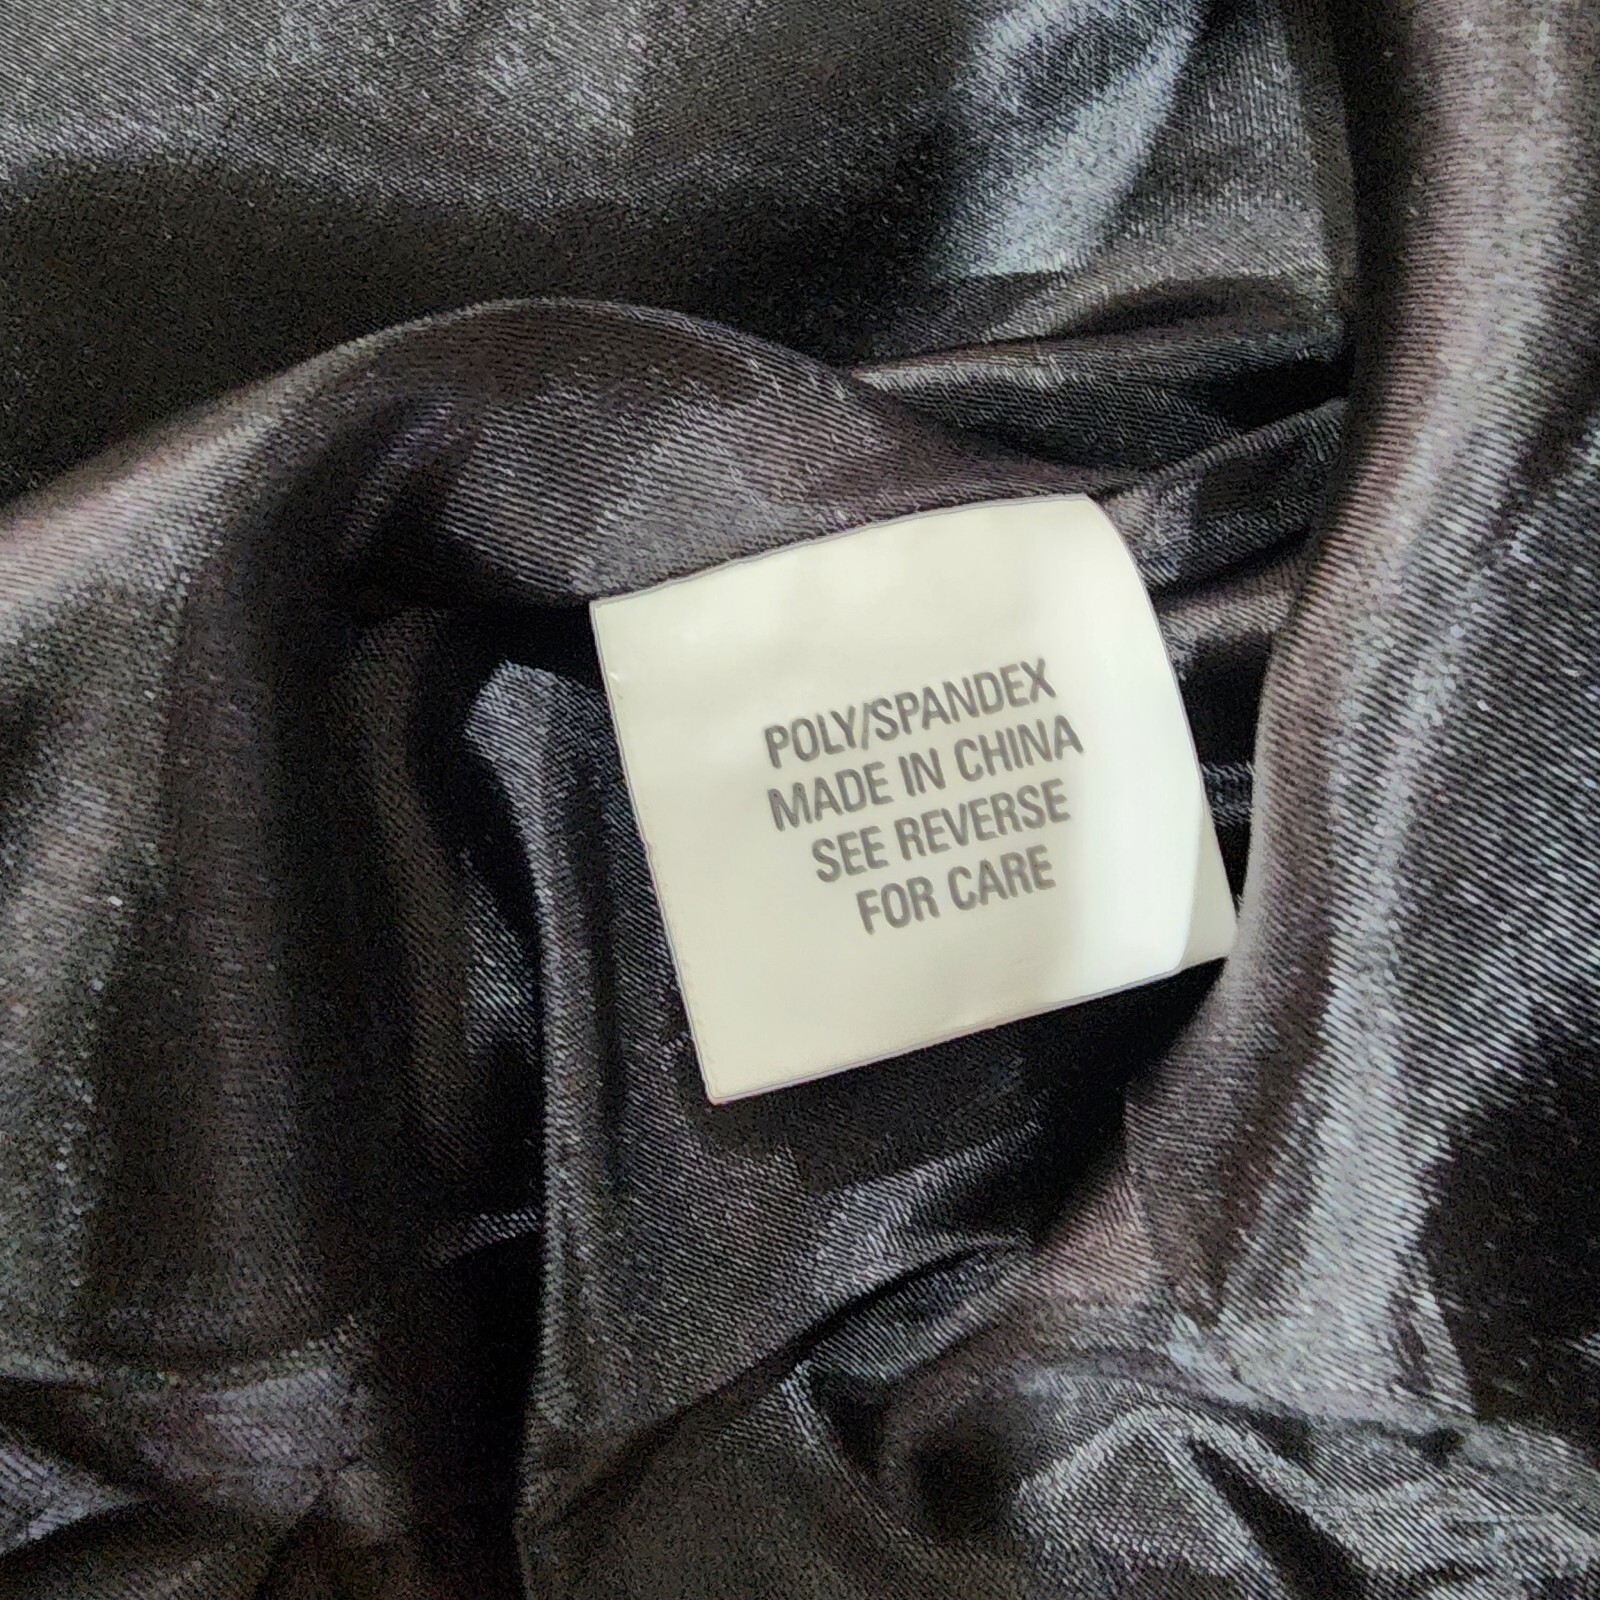 POLY/SPANDEX
MADE IN CHINA
SEE REVERSE
FOR CARE